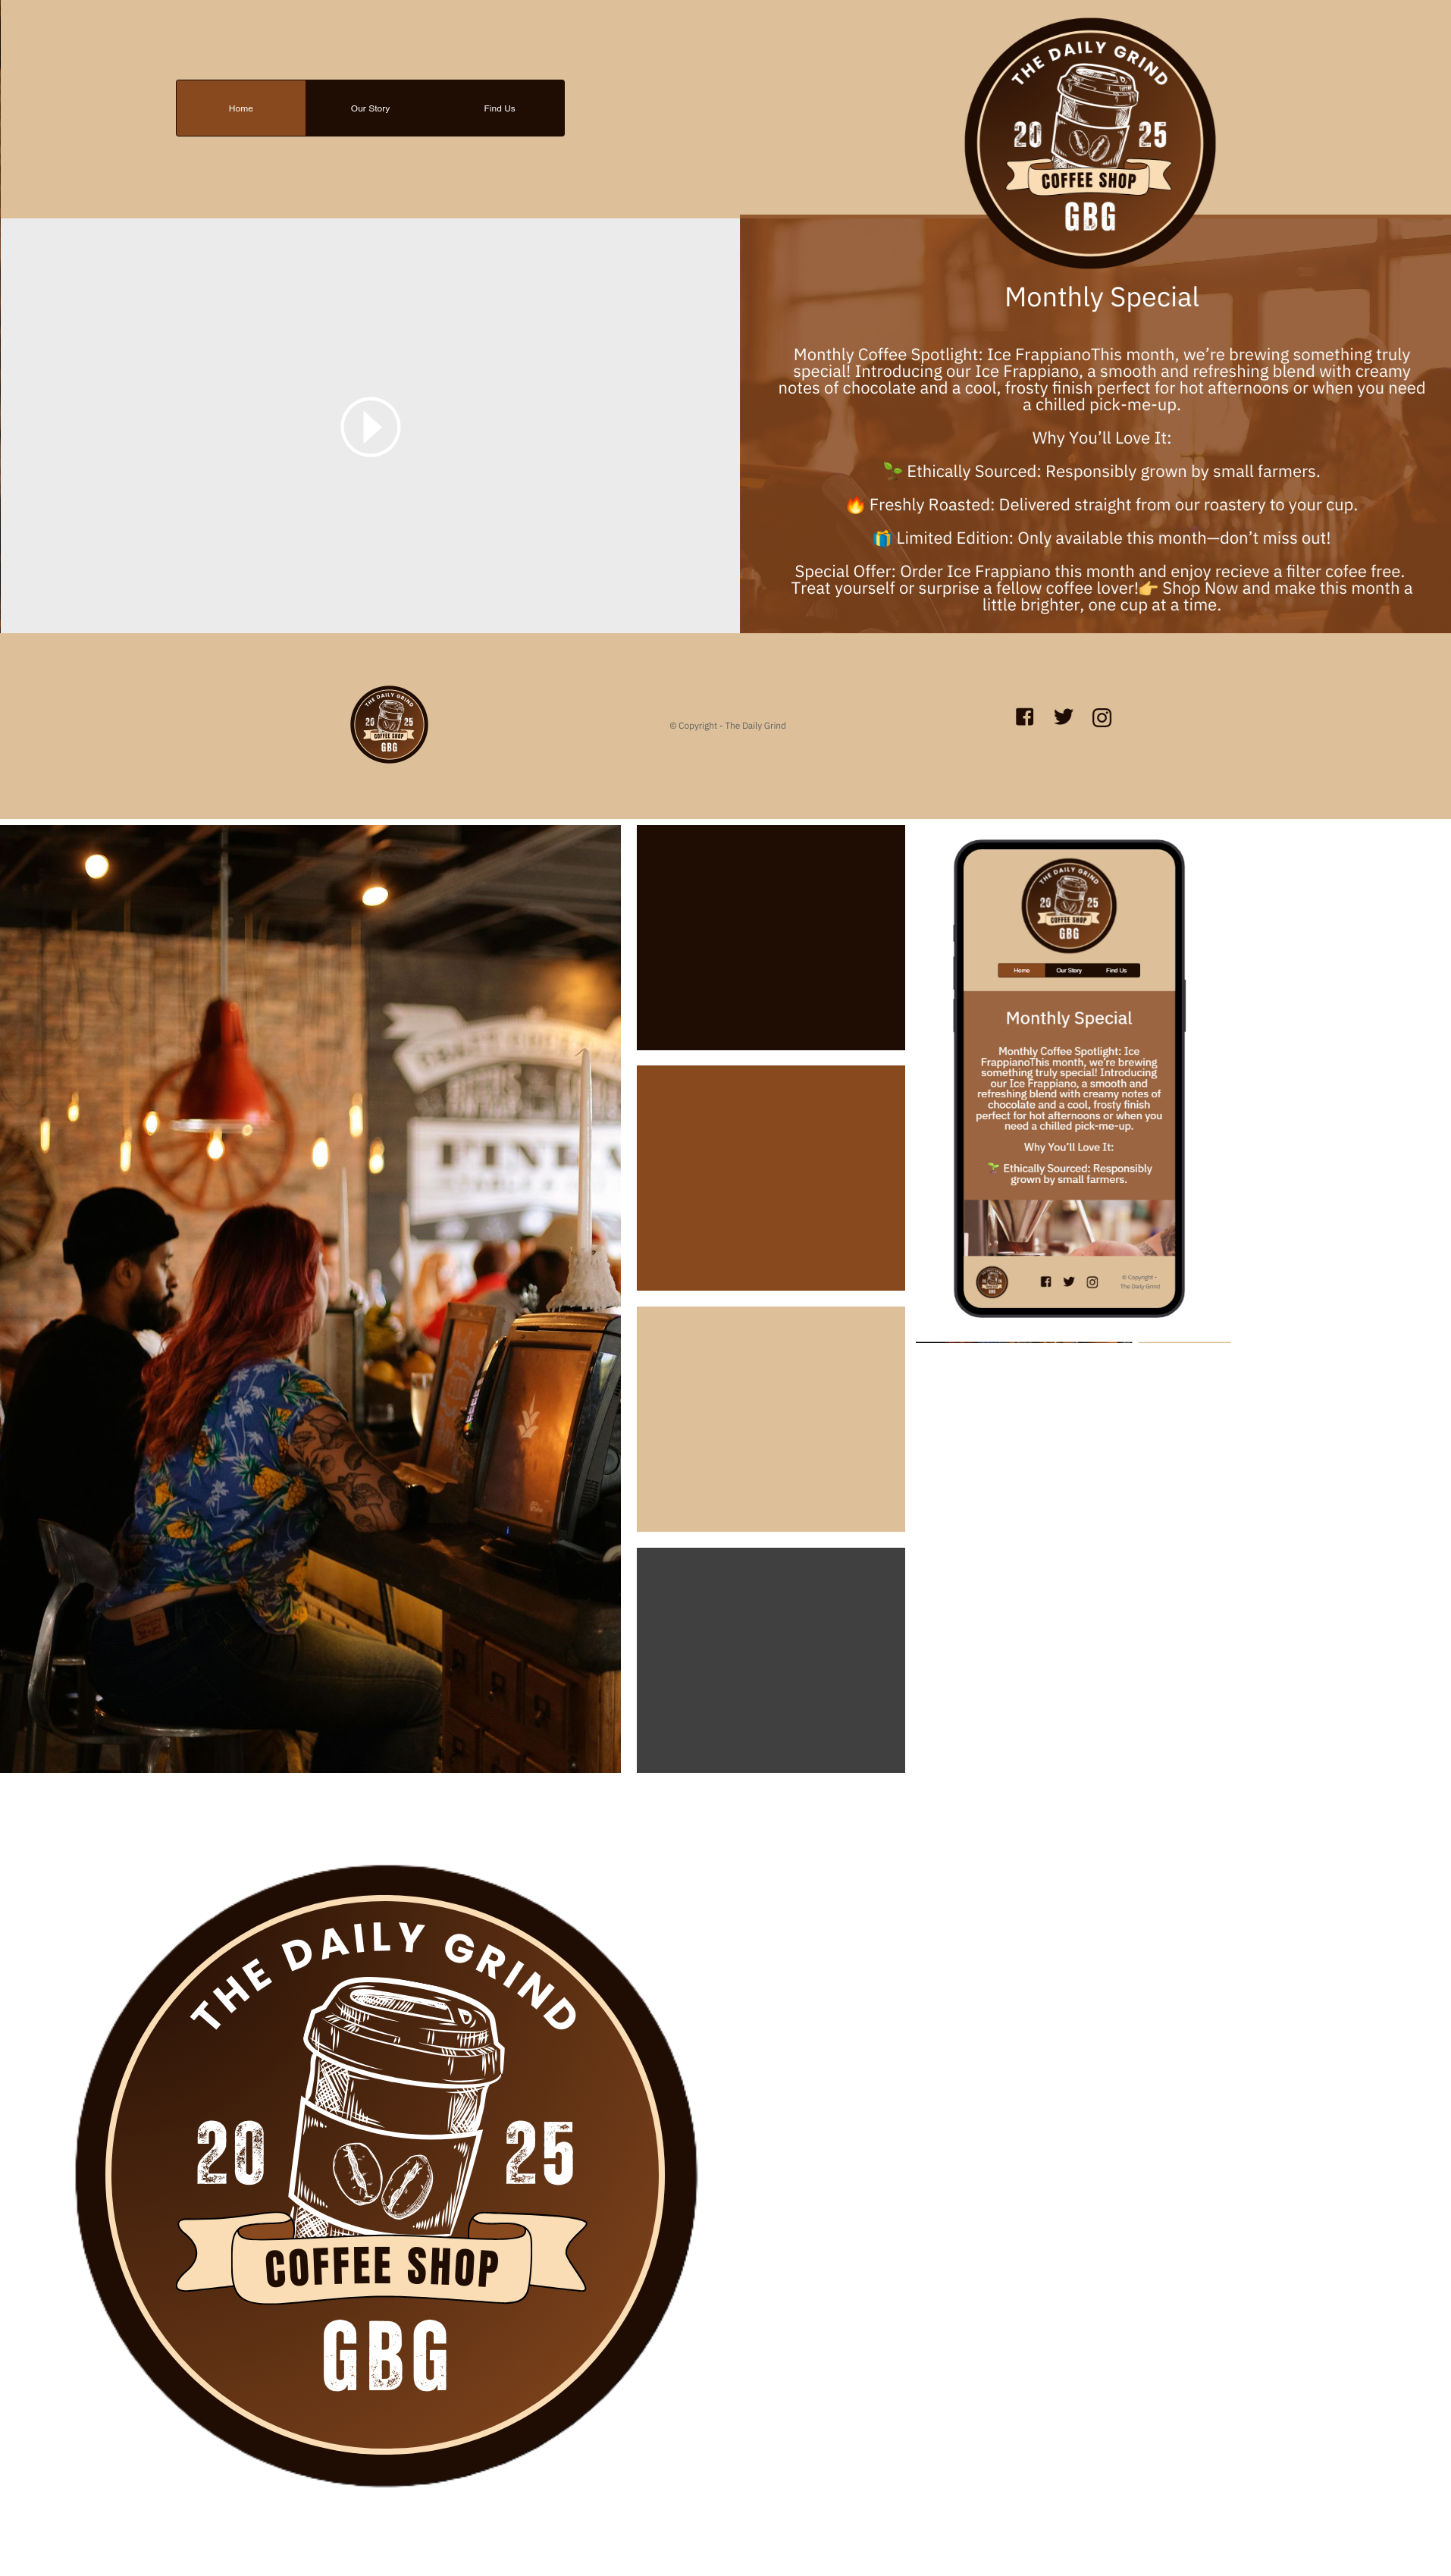 Home
Our Story
Find Us
THE DAILY GRIND
20 25
COFFEE SHOP
GBG
Monthly Special
Monthly Coffee Spotlight: Ice FrappianoThis month, we’re brewing something truly
special! Introducing our Ice Frappiano, a smooth and refreshing blend with creamy
notes of chocolate and a cool, frosty finish perfect for hot afternoons or when you need
a chilled pick-me-up.
Why You’ll Love It:
🌱 Ethically Sourced: Responsibly grown by small farmers.
🔥 Freshly Roasted: Delivered straight from our roastery to your cup.
🎁 Limited Edition: Only available this month—don’t miss out!
Special Offer: Order Ice Frappiano this month and enjoy recieve a filter cofee free.
Treat yourself or surprise a fellow coffee lover!👉 Shop Now and make this month a
little brighter, one cup at a time.
THE DAILY GRIND
20 25
COFFEE SHOP
GBG
© Copyright - The Daily Grind
THE DAILY GRIND
20 25
COFFEE SHOP
GBG
Home
Our Story
Find Us
Monthly Special
Monthly Coffee Spotlight: Ice
FrappianoThis month, we’re brewing
something truly special! Introducing
our Ice Frappiano, a smooth and
refreshing blend with creamy notes of
chocolate and a cool, frosty finish
perfect for hot afternoons or when you
need a chilled pick-me-up.
Why You’ll Love It:
🌱 Ethically Sourced: Responsibly
grown by small farmers.
© Copyright -
The Daily Grind
THE DAILY GRIND
20 25
COFFEE SHOP
GBG